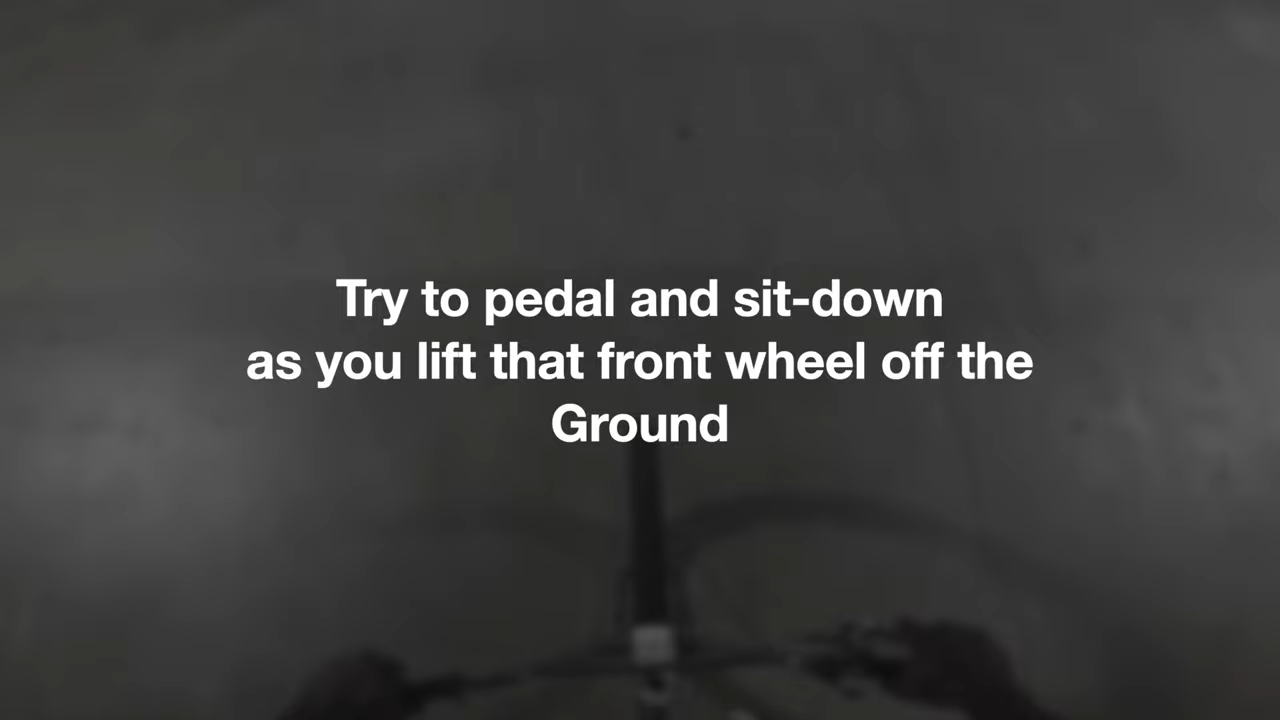 Try to pedal and sit-down
as you lift that front wheel off the
Ground